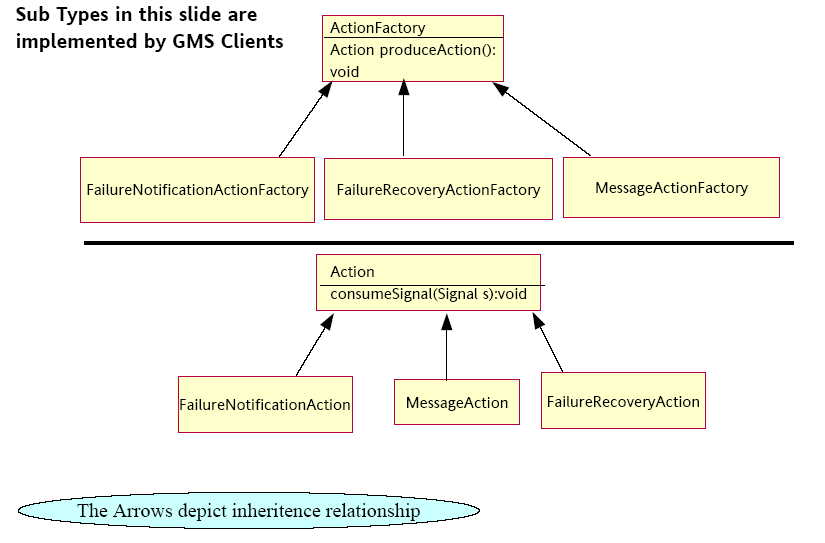 Sub Types in this slide are
implemented by GMS Clients
ActionFactory
Action produceAction():
void
FailureNotificationActionFactory
FailureRecoveryActionFactory
MessageActionFactory
Action
consumeSignal(Signal s):void
FailureNotificationAction
MessageAction
FailureRecoveryAction
The Arrows depict inheritence relationship